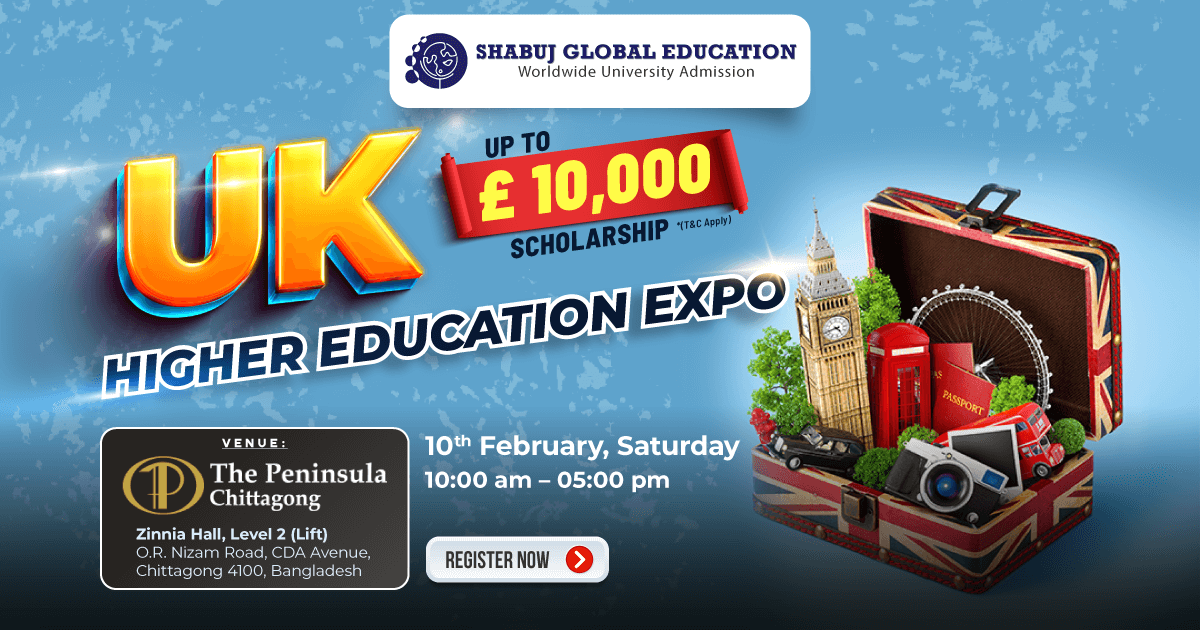 SHABUJ GLOBAL EDUCATION
Worldwide University Admission
UK
UP TO
£ 10,000
SCHOLARSHIP *(T&C Apply)
HIGHER EDUCATION EXPO
VENUE:
The Peninsula
Chittagong
Zinnia Hall, Level 2 (Lift)
O.R. Nizam Road, CDA Avenue,
Chittagong 4100, Bangladesh
10th February, Saturday
10:00 am – 05:00 pm
REGISTER NOW
PASSPORT